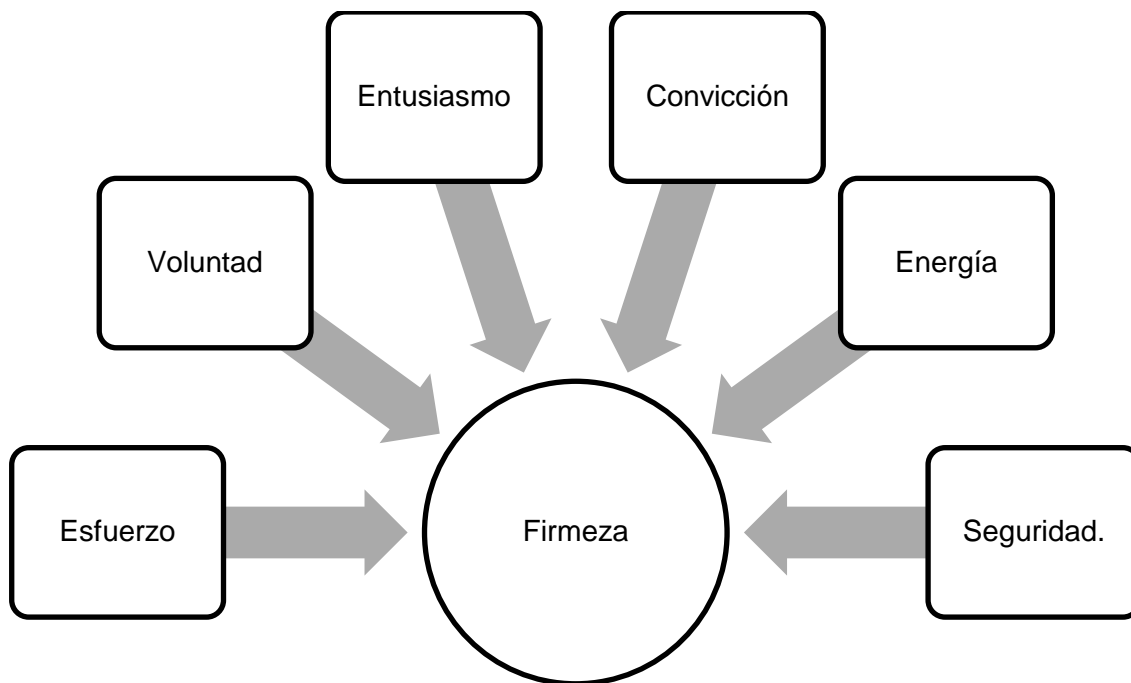 Entusiasmo
Convicción
Voluntad
Energía
Esfuerzo
Firmeza
Seguridad.